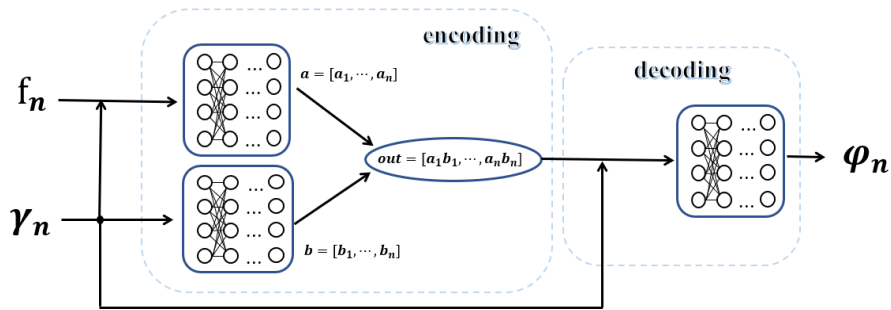 encoding
decoding
f_n
a = [a_1, ⋯, a_n]
out = [a_1b_1, ⋯, a_nb_n]
φ_n
γ_n
b = [b_1, ⋯, b_n]